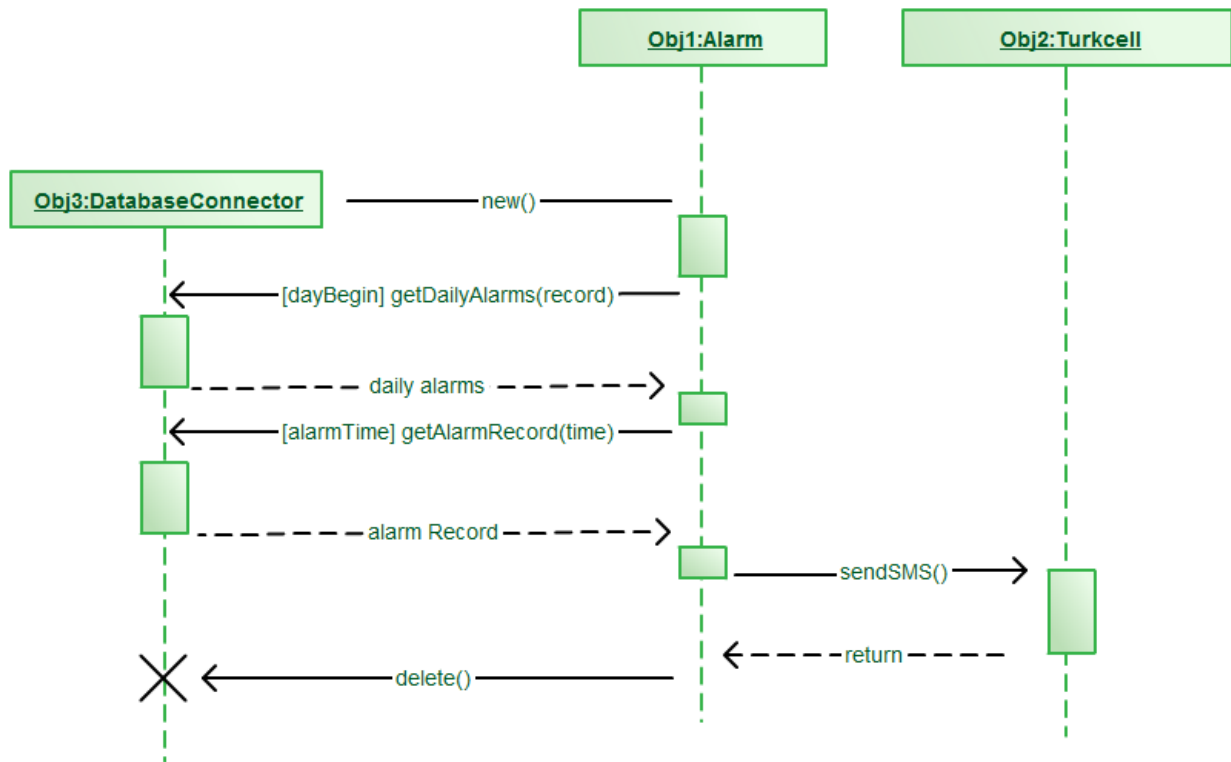 Obj1:Alarm
Obj2:Turkcell
Obj3:DatabaseConnector
new()
[dayBegin] getDailyAlarms(record)
daily alarms
[alarmTime] getAlarmRecord(time)
alarm Record
sendSMS()
return
delete()